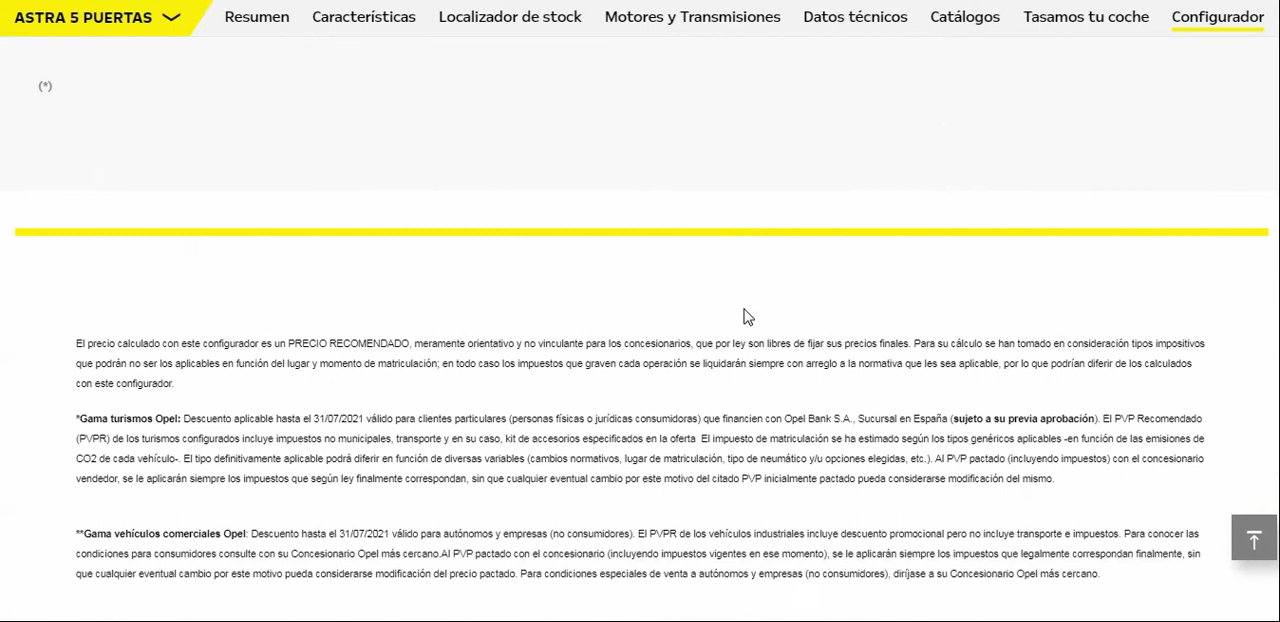 ASTRA 5 PUERTAS Resumen Características Localizador de stock Motores y Transmisiones Datos técnicos Catálogos Tasamos tu coche Configurador
(*)
El precio calculado con este configurador es un PRECIO RECOMENDADO, meramente orientativo y no vinculante para los concesionarios, que por ley son libres de fijar sus precios finales. Para su cálculo se han tomado en consideración tipos impositivos
que podrán no ser los aplicables en función del lugar y momento de matriculación; en todo caso los impuestos que graven cada operación se liquidarán siempre con arreglo a la normativa que les sea aplicable, por lo que podrían diferir de los calculados
con este configurador.
*Gama turismos Opel: Descuento aplicable hasta el 31/07/2021 válido para clientes particulares (personas físicas o jurídicas consumidoras) que financien con Opel Bank S.A., Sucursal en España (sujeto a su previa aprobación). El PVP Recomendado
(PVPR) de los turismos configurados incluye impuestos no municipales, transporte y en su caso, kit de accesorios especificados en la oferta El impuesto de matriculación se ha estimado según los tipos genéricos aplicables -en función de las emisiones de
CO2 de cada vehículo-. El tipo definitivamente aplicable podrá diferir en función de diversas variables (cambios normativos, lugar de matriculación, tipo de neumático y/u opciones elegidas, etc.). Al PVP pactado (incluyendo impuestos) con el concesionario
vendedor, se le aplicarán siempre los impuestos que según ley finalmente correspondan, sin que cualquier eventual cambio por este motivo del citado PVP inicialmente pactado pueda considerarse modificación del mismo.
**Gama vehículos comerciales Opel: Descuento hasta el 31/07/2021 válido para autónomos y empresas (no consumidores). El PVPR de los vehículos industriales incluye descuento promocional pero no incluye transporte e impuestos. Para conocer las
condiciones para consumidores consulte con su Concesionario Opel más cercano.Al PVP pactado con el concesionario (incluyendo impuestos vigentes en ese momento), se le aplicarán siempre los impuestos que legalmente correspondan finalmente, sin
que cualquier eventual cambio por este motivo pueda considerarse modificación del precio pactado. Para condiciones especiales de venta a autónomos y empresas (no consumidores), diríjase a su Concesionario Opel más cercano.